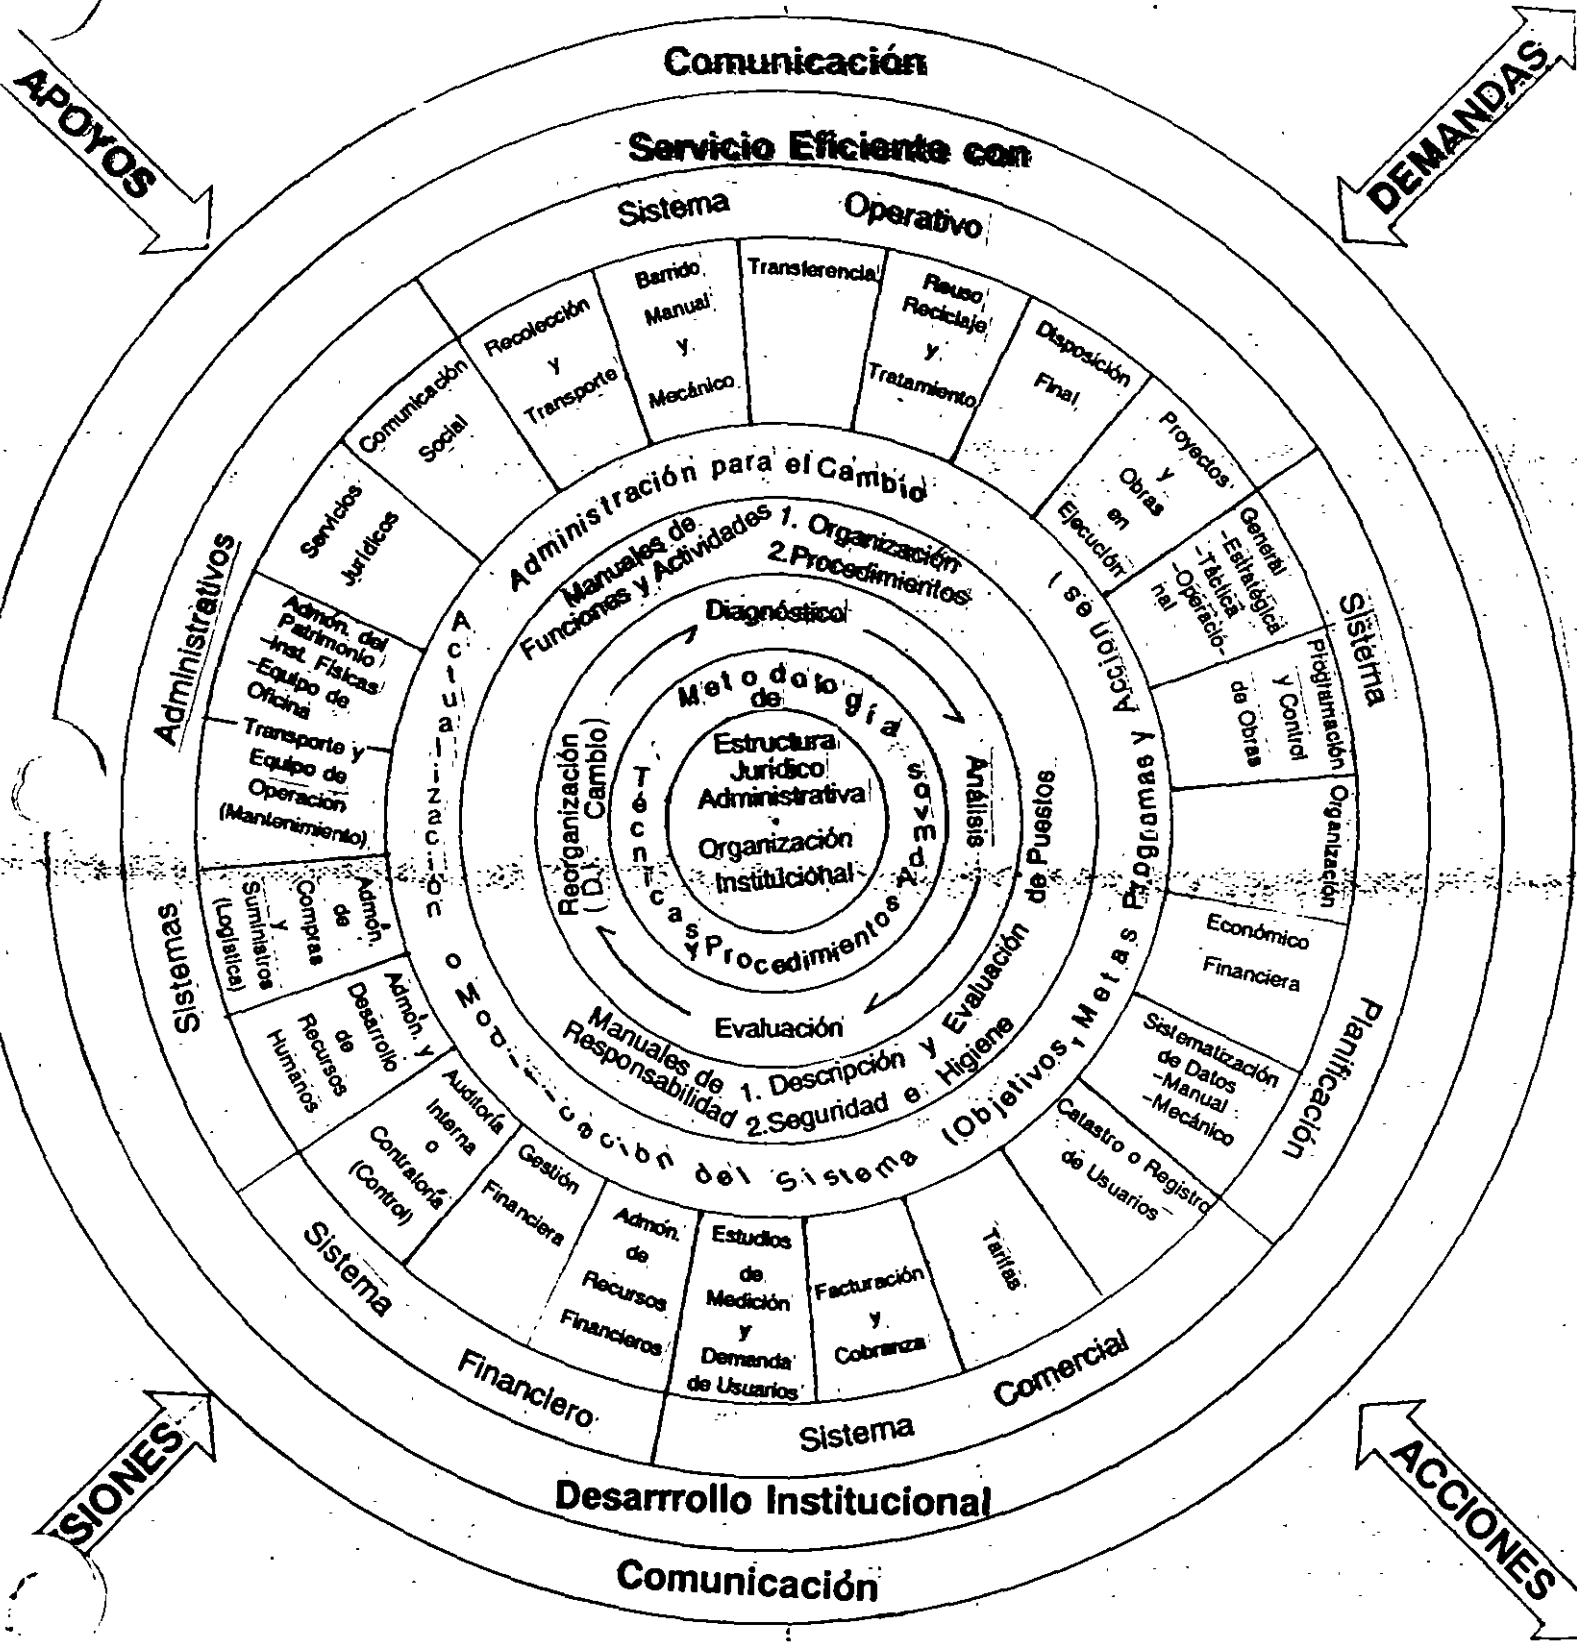 Comunicación
APOYOS
DEMANDAS
Servicio Eficiente con
Sistema Operativo
Recolección
y
Transporte
Barrido
Manual
y
Mecánico
Transferencia
Reuso
Reciclaje
y
Tratamiento
Disposición
Final
Proyectos
y
Obras
en
Ejecución
Sistema
Planificación
General
-Estratégica
-Táctica
-Operacio-
nal
Programación
y Control
de Obras
Organización
Económico
Financiera
Sistematización
de Datos
-Manual
-Mecánico
Sistema
Comercial
Catastro o Registro
de Usuarios
Tarifas
Facturación
y
Cobranza
Estudios
de
Medición
y
Demanda
de Usuarios
Sistema
Financiero
Admón.
de
Recursos
Financieros
Gestión
Financiera
Auditoría
Interna
o
Contraloría
(Control)
Sistemas
Administrativos
Admón. y
Desarrollo
de
Recursos
Humanos
Admón.
de
Compras
y
Suministros
(Logística)
Transporte y
Equipo de
Operacion
(Mantenimiento)
Admón. del
Patrimonio
-Inst. Físicas
-Equipo de
Oficina
Servicios
Jurídicos
Comunicación
Social
Administración para el Cambio
Actualización o Modificación del Sistema (Objetivos, Metas Programas y Acciones)
Manuales de
Funciones y Actividades
1. Organización
2. Procedimientos
Manuales de
Responsabilidad
1. Descripción y Evaluación de Puestos
2. Seguridad e Higiene
Diagnóstico
Análisis
Evaluación
Reorganización
(D.) Cambio)
Metodología
de
Técnicas y Procedimientos Admvos
Estructura
Jurídico
Administrativa
Organización
Institucional
Desarrrollo Institucional
Comunicación
SIONES
ACCIONES